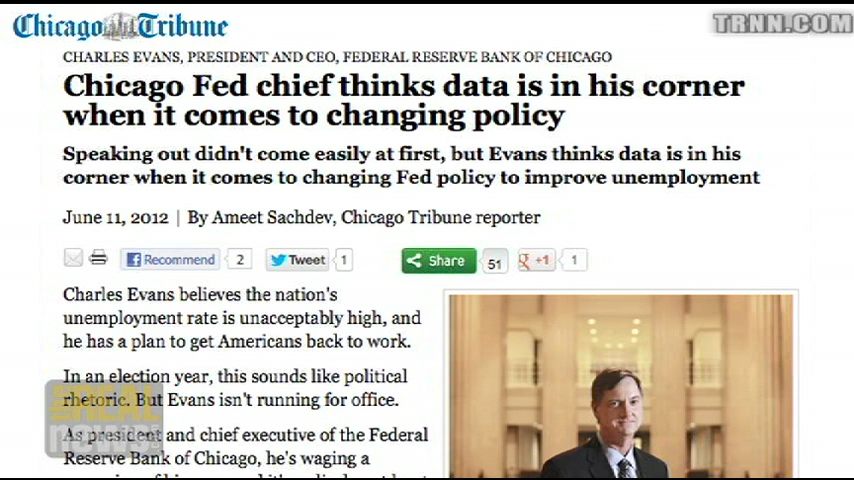 Chicago Tribune
TRNN.COM
CHARLES EVANS, PRESIDENT AND CEO, FEDERAL RESERVE BANK OF CHICAGO
Chicago Fed chief thinks data is in his corner
when it comes to changing policy
Speaking out didn't come easily at first, but Evans thinks data is in his
corner when it comes to changing Fed policy to improve unemployment
June 11, 2012 | By Ameet Sachdev, Chicago Tribune reporter
Recommend 2 Tweet 1 Share 51 +1 1
Charles Evans believes the nation's
unemployment rate is unacceptably high, and
he has a plan to get Americans back to work.
In an election year, this sounds like political
rhetoric. But Evans isn't running for office.
THE REAL
news
As president and chief executive of the Federal
Reserve Bank of Chicago, he's waging a